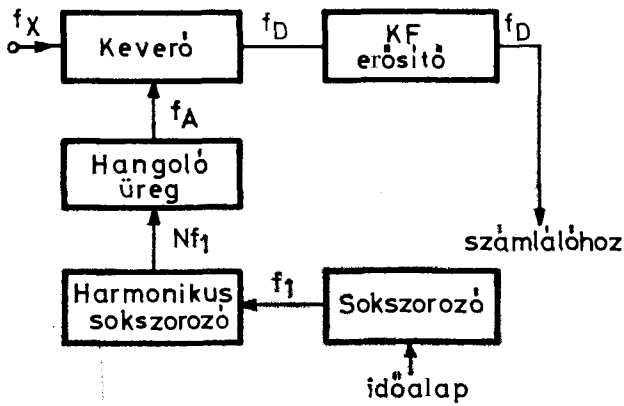 fX
Keverő
fD
KF
erősítő
fD
fA
Hangoló
üreg
számlálóhoz
Nf1
Harmonikus
sokszorozó
f1
Sokszorozó
időalap